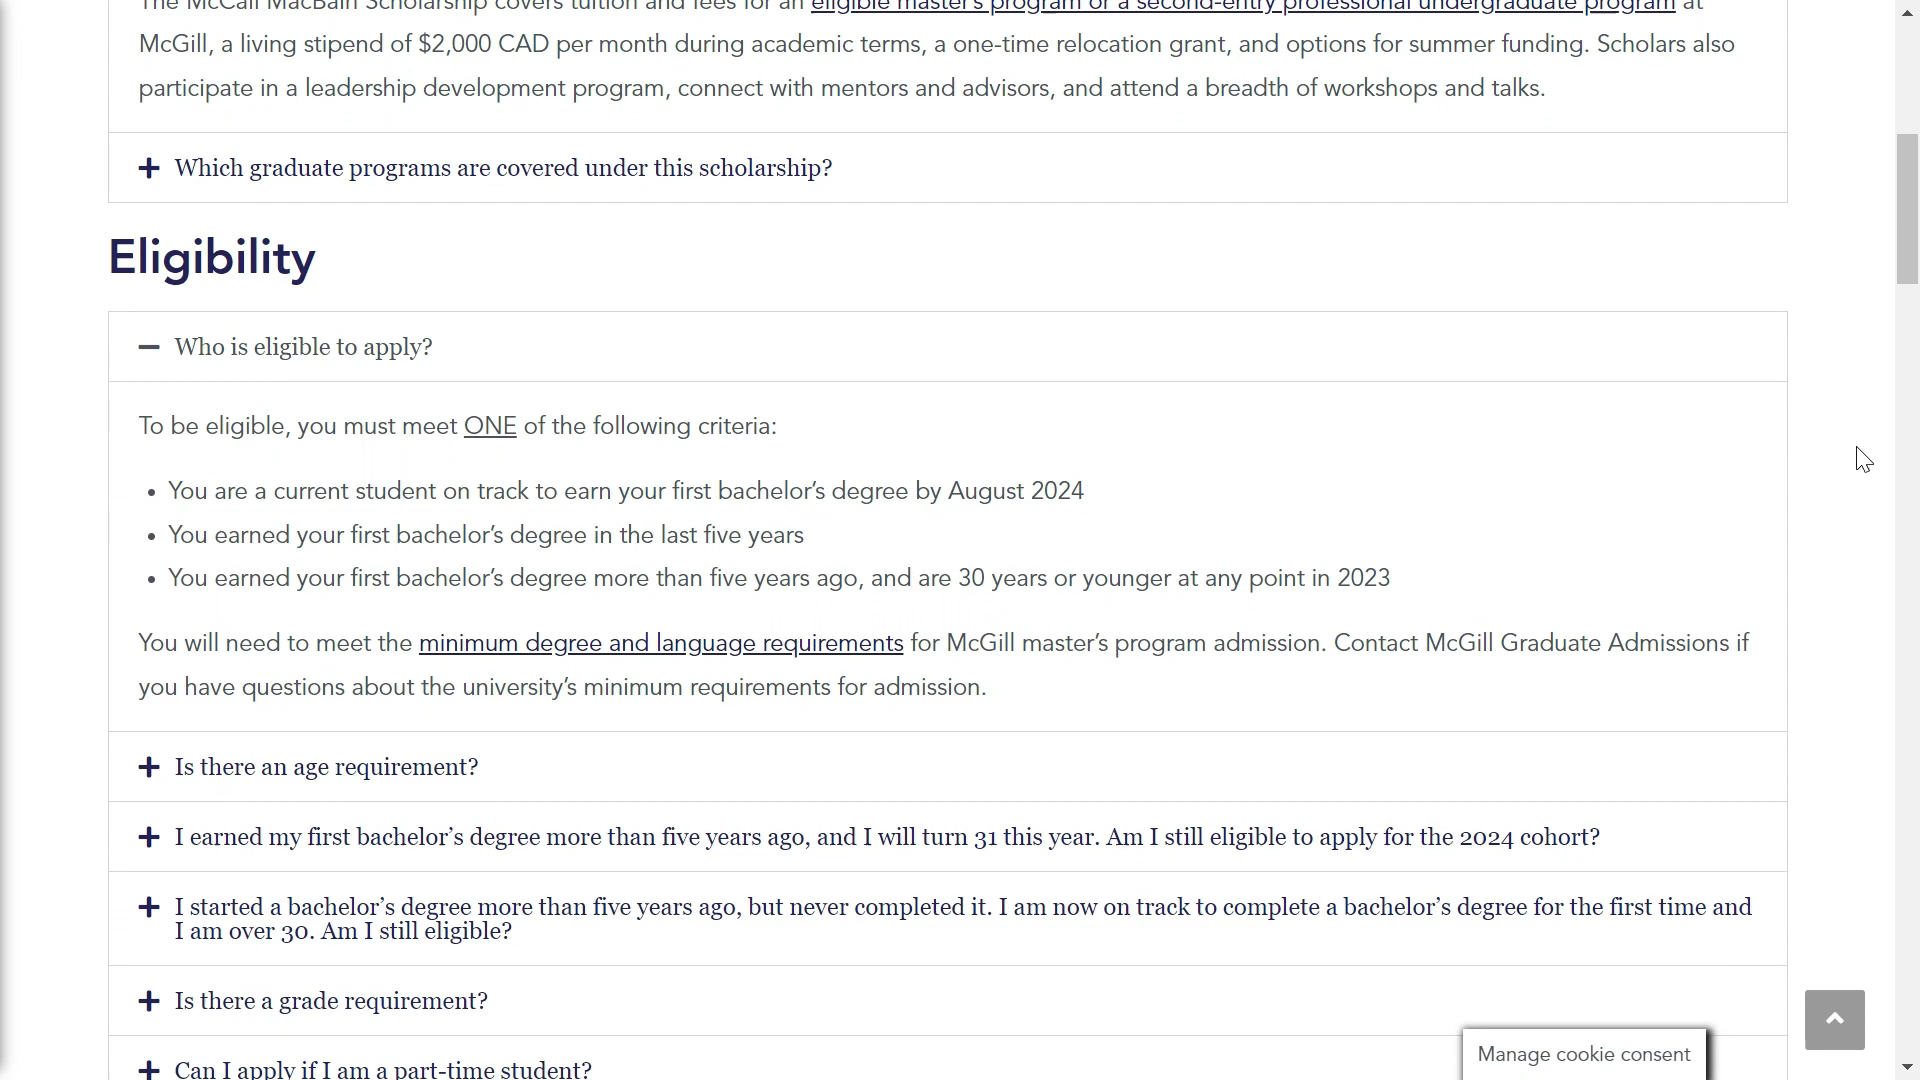 The McCall MacBain Scholarship covers tuition and fees for an eligible master's program or a second-entry professional undergraduate program at
McGill, a living stipend of $2,000 CAD per month during academic terms, a one-time relocation grant, and options for summer funding. Scholars also
participate in a leadership development program, connect with mentors and advisors, and attend a breadth of workshops and talks.
Which graduate programs are covered under this scholarship?
Eligibility
Who is eligible to apply?
To be eligible, you must meet ONE of the following criteria:
• You are a current student on track to earn your first bachelor’s degree by August 2024
• You earned your first bachelor’s degree in the last five years
• You earned your first bachelor’s degree more than five years ago, and are 30 years or younger at any point in 2023
You will need to meet the minimum degree and language requirements for McGill master’s program admission. Contact McGill Graduate Admissions if
you have questions about the university’s minimum requirements for admission.
Is there an age requirement?
I earned my first bachelor’s degree more than five years ago, and I will turn 31 this year. Am I still eligible to apply for the 2024 cohort?
I started a bachelor’s degree more than five years ago, but never completed it. I am now on track to complete a bachelor’s degree for the first time and
I am over 30. Am I still eligible?
Is there a grade requirement?
Manage cookie consent
Can I apply if I am a part-time student?